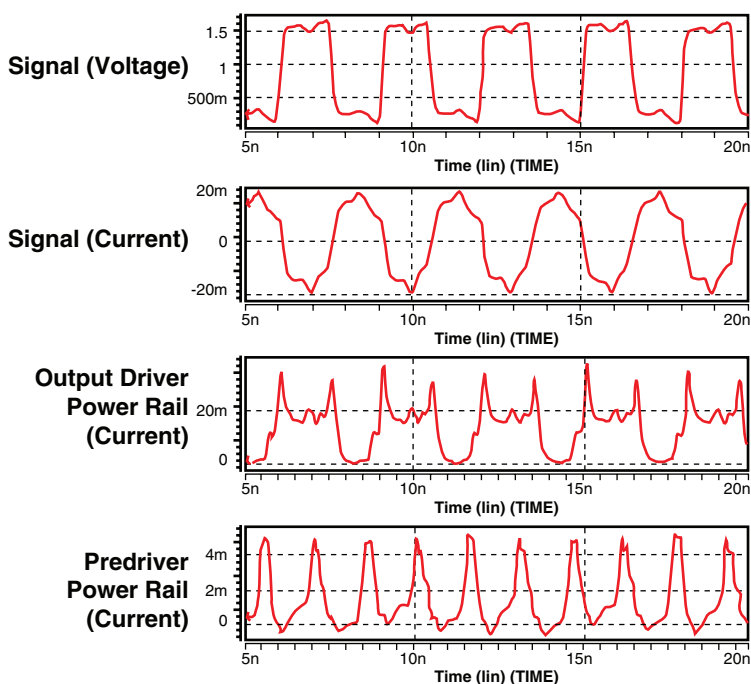 Signal (Voltage)
1.5
1
500m
5n 10n 15n 20n
Time (lin) (TIME)
Signal (Current)
20m
0
-20m
5n 10n 15n 20n
Time (lin) (TIME)
Output Driver
Power Rail
(Current)
20m
0
5n 10n 15n 20n
Time (lin) (TIME)
Predriver
Power Rail
(Current)
4m
2m
0
5n 10n 15n 20n
Time (lin) (TIME)